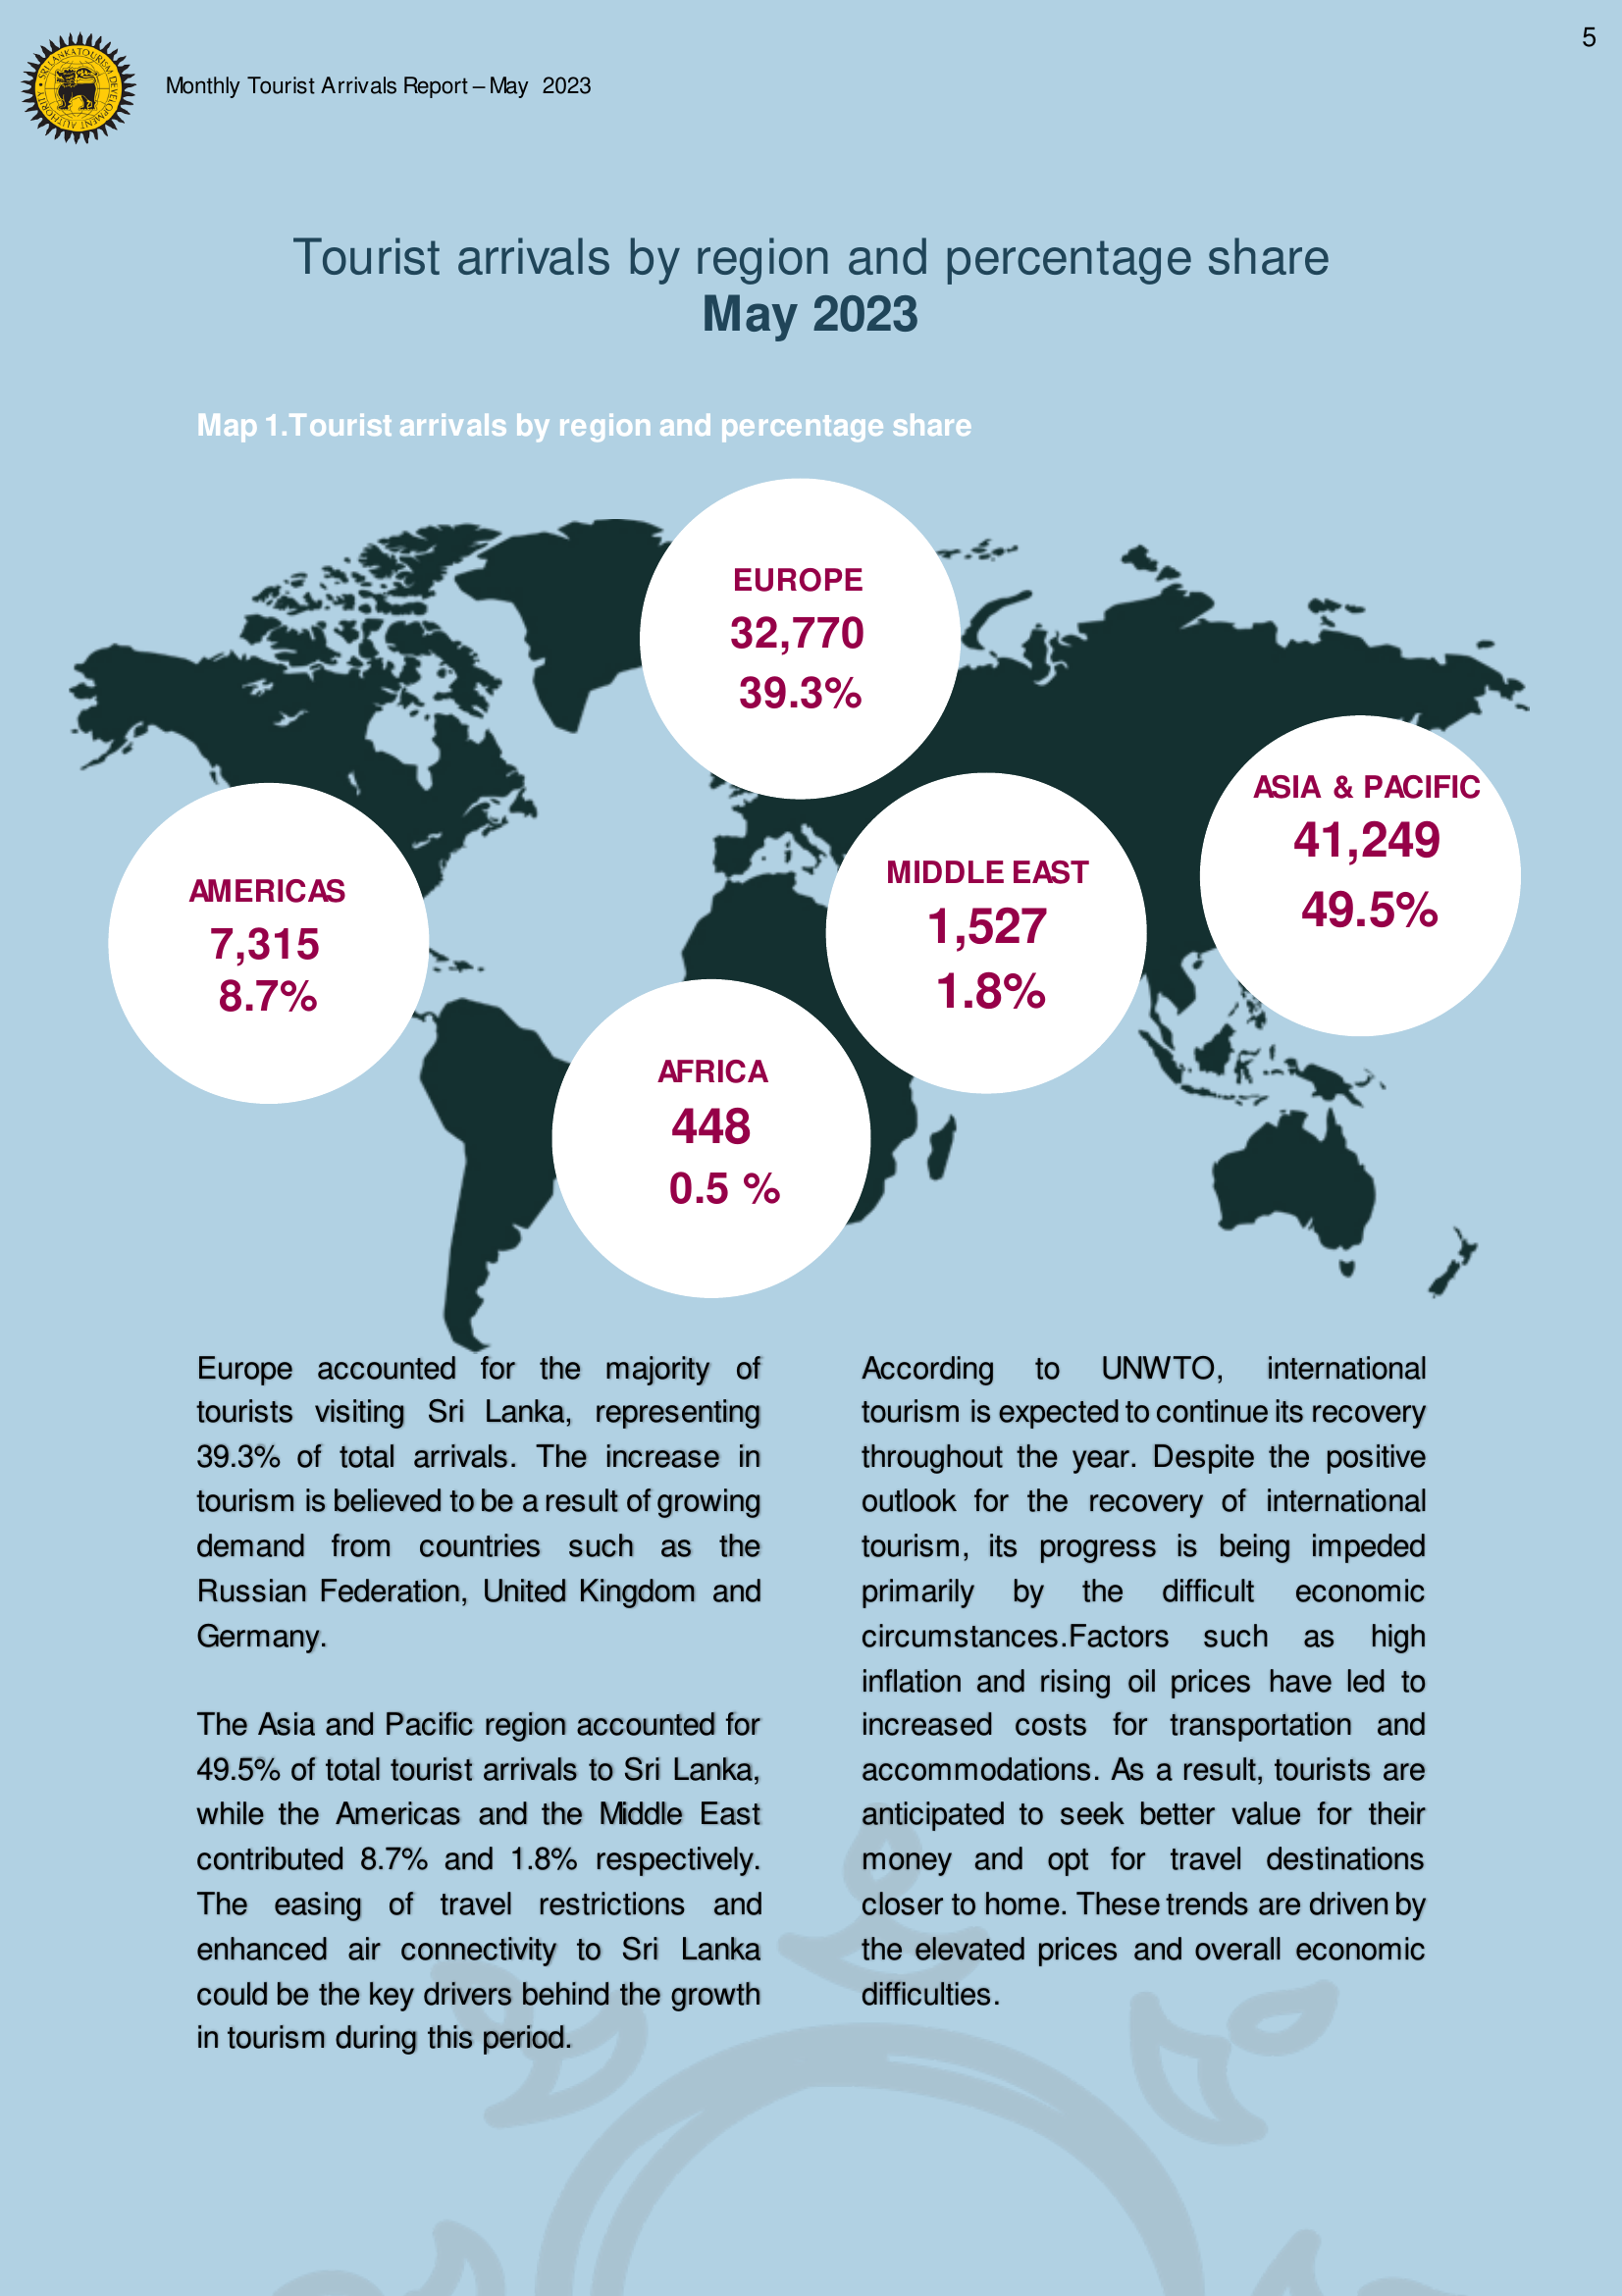 5
SRI LANKA TOURISM DEVELOPMENT AUTHORITY
Monthly Tourist Arrivals Report – May 2023
Tourist arrivals by region and percentage share
May 2023
Map 1.Tourist arrivals by region and percentage share
EUROPE
32,770
39.3%
ASIA & PACIFIC
41,249
49.5%
MIDDLE EAST
1,527
1.8%
AMERICAS
7,315
8.7%
AFRICA
448
0.5 %
Europe accounted for the majority of
tourists visiting Sri Lanka, representing
39.3% of total arrivals. The increase in
tourism is believed to be a result of growing
demand from countries such as the
Russian Federation, United Kingdom and
Germany.
The Asia and Pacific region accounted for
49.5% of total tourist arrivals to Sri Lanka,
while the Americas and the Middle East
contributed 8.7% and 1.8% respectively.
The easing of travel restrictions and
enhanced air connectivity to Sri Lanka
could be the key drivers behind the growth
in tourism during this period.
According to UNWTO, international
tourism is expected to continue its recovery
throughout the year. Despite the positive
outlook for the recovery of international
tourism, its progress is being impeded
primarily by the difficult economic
circumstances.Factors such as high
inflation and rising oil prices have led to
increased costs for transportation and
accommodations. As a result, tourists are
anticipated to seek better value for their
money and opt for travel destinations
closer to home. These trends are driven by
the elevated prices and overall economic
difficulties.